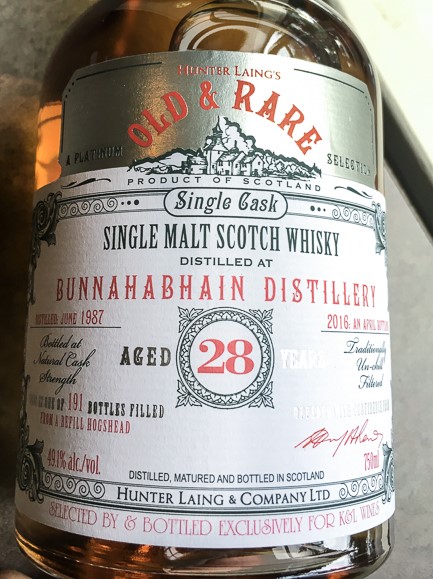 HUNTER LAING'S
OLD & RARE
A PLATINUM SELECTION
PRODUCT OF SCOTLAND
Single Cask
SINGLE MALT SCOTCH WHISKY
DISTILLED AT
BUNNAHABHAIN DISTILLERY
DISTILLED: JUNE 1987
2016: AN APRIL
Bottled at
Natural Cask
Strength
AGED 28 YEARS
Traditionally
Un-chill
Filtered
ONE OF 191 BOTTLES FILLED
FROM A REFILL HOGSHEAD
49.1% alc./vol.
750ml
DISTILLED, MATURED AND BOTTLED IN SCOTLAND
HUNTER LAING & COMPANY LTD
SELECTED BY & BOTTLED EXCLUSIVELY FOR K&L WINES